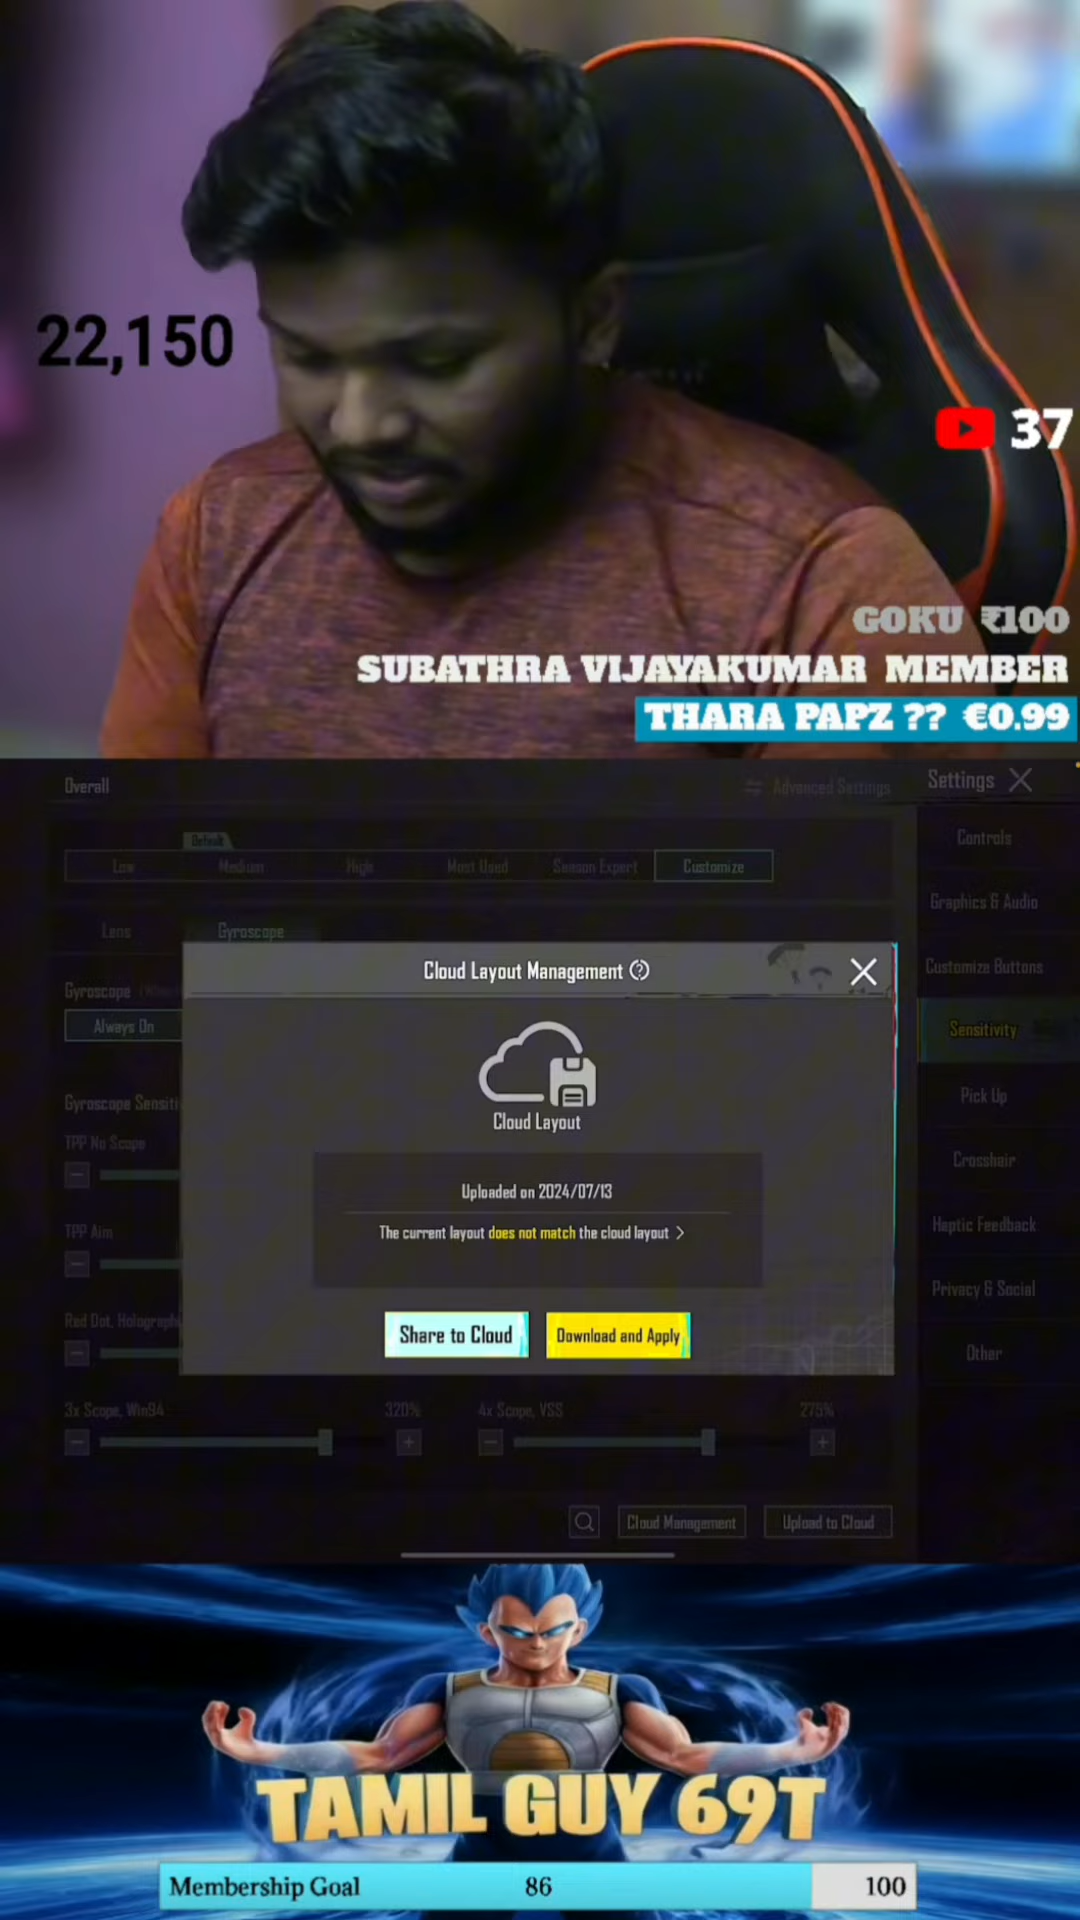 22,150
37
GOKU ₹100
SUBATHRA VIJAYAKUMAR MEMBER
THARA PAPZ ?? €0.99
Overall
Advanced Settings
Settings
Default
Low Medium High Most Used Season Expert Customize
Controls
Graphics & Audio
Lens Gyroscope
Customize Buttons
Cloud Layout Management
Gyroscope
Always On
Sensitivity
Cloud Layout
Pick Up
Gyroscope Sensiti
TPP No Scope
Crosshair
Uploaded on 2024/07/13
The current layout does not match the cloud layout >
Haptic Feedback
TPP Aim
Privacy & Social
Red Dot, Holograph
Share to Cloud Download and Apply
Other
3x Scope, Win94 320% 4x Scope, VSS 275%
Cloud Management Upload to Cloud
TAMIL GUY 69T
Membership Goal 86 100